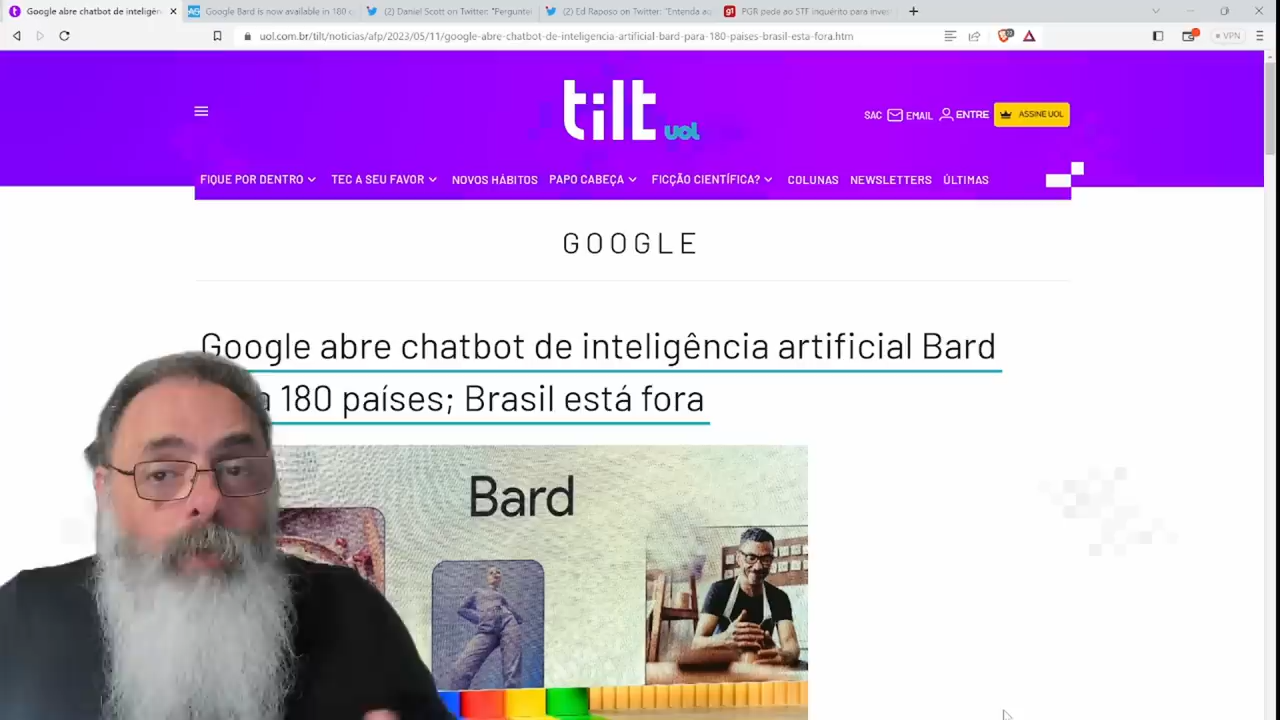 Google abre chatbot de inteligên
Google Bard is now available in 180 c
(2) Daniel Scott on Twitter: "Pergunte
(2) Ed Raposo on Twitter: "Entenda ao
g1 PGR pede ao STF inquérito para inves
uol.com.br/tilt/noticias/afp/2023/05/11/google-abre-chatbot-de-inteligencia-artificial-bard-para-180-paises-brasil-esta-fora.htm
VPN
tilt uol
SAC EMAIL ENTRE ASSINE UOL
FIQUE POR DENTRO TEC A SEU FAVOR NOVOS HÁBITOS PAPO CABEÇA FICÇÃO CIENTÍFICA? COLUNAS NEWSLETTERS ÚLTIMAS
GOOGLE
Google abre chatbot de inteligência artificial Bard
a 180 países; Brasil está fora
Bard